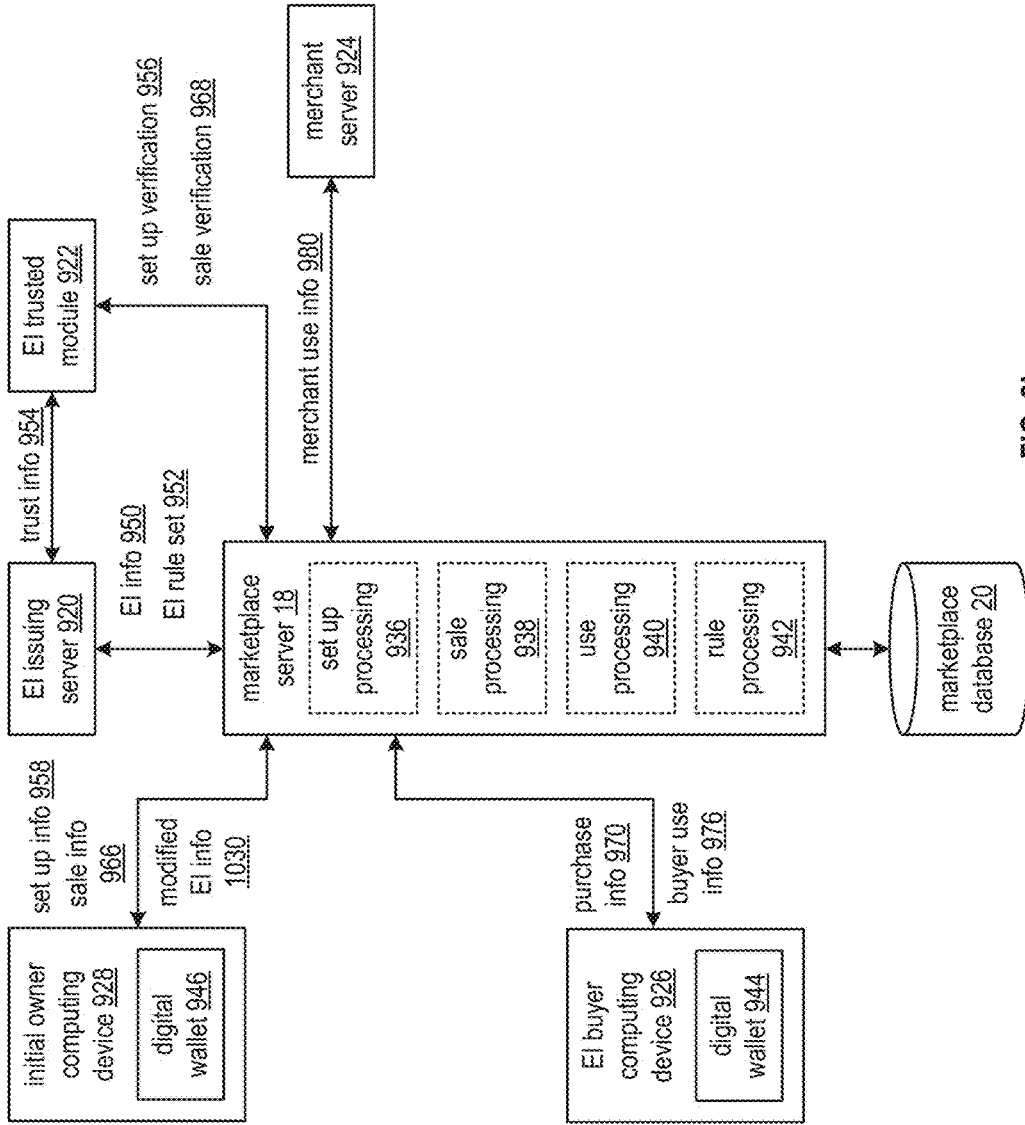 EI buyer
computing
device 926
digital
wallet 944
initial owner
computing
device 928
digital
wallet 946
purchase
info 970
buyer use
info 976
set up info 958
sale info
966
modified
EI info
1030
marketplace
database 20
marketplace
server 18
set up
processing
936
sale
processing
938
use
processing
940
rule
processing
942
EI info 950
EI rule set 952
EI issuing
server 920
trust info 954
merchant use info 980
EI trusted
module 922
set up verification 956
sale verification 968
merchant
server 924
FIG.